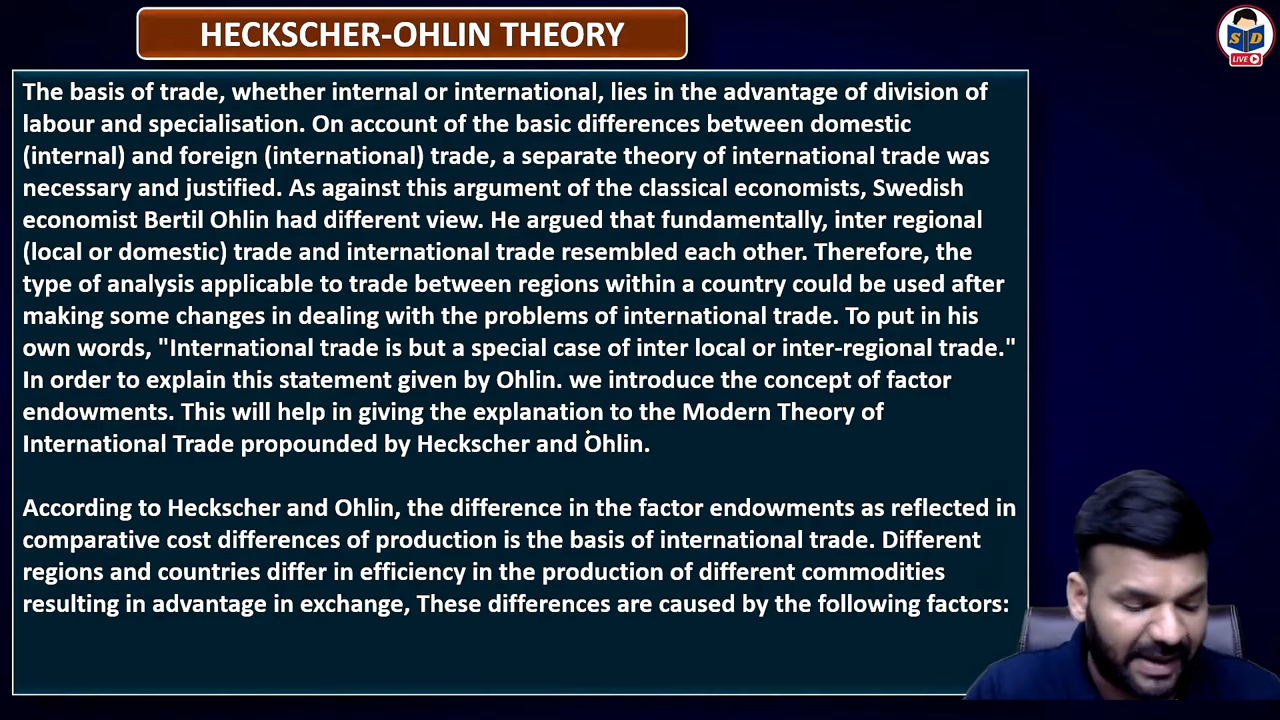 HECKSCHER-OHLIN THEORY
S D
LIVE
The basis of trade, whether internal or international, lies in the advantage of division of
labour and specialisation. On account of the basic differences between domestic
(internal) and foreign (international) trade, a separate theory of international trade was
necessary and justified. As against this argument of the classical economists, Swedish
economist Bertil Ohlin had different view. He argued that fundamentally, inter regional
(local or domestic) trade and international trade resembled each other. Therefore, the
type of analysis applicable to trade between regions within a country could be used after
making some changes in dealing with the problems of international trade. To put in his
own words, "International trade is but a special case of inter local or inter-regional trade."
In order to explain this statement given by Ohlin. we introduce the concept of factor
endowments. This will help in giving the explanation to the Modern Theory of
International Trade propounded by Heckscher and Ohlin.
According to Heckscher and Ohlin, the difference in the factor endowments as reflected in
comparative cost differences of production is the basis of international trade. Different
regions and countries differ in efficiency in the production of different commodities
resulting in advantage in exchange, These differences are caused by the following factors: